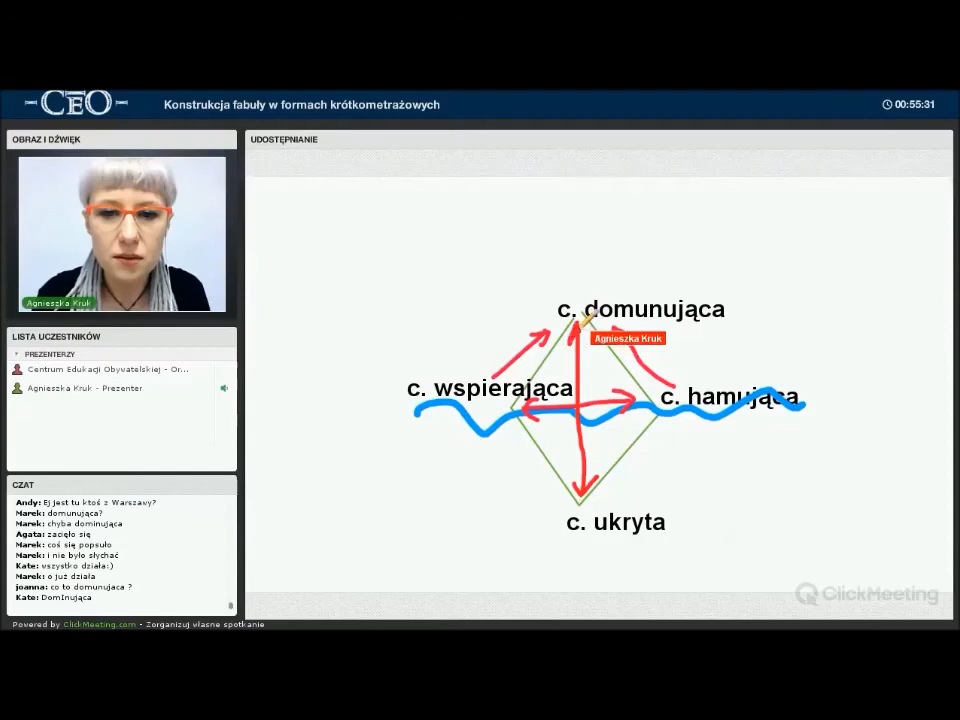 CEO
Konstrukcja fabuły w formach krótkometrażowych
00:55:31
OBRAZ I DŹWIĘK
Agnieszka Kruk
LISTA UCZESTNIKÓW
PREZENTERZY
Centrum Edukacji Obywatelskiej - Or...
Agnieszka Kruk - Prezenter
CZAT
Andy: Ej jest tu ktoś z Warszawy?
Marek: domunująca?
Marek: chyba dominująca
Agata: zacięło się
Marek: coś się popsuło
Marek: i nie było słychać
Kate: wszystko działa:)
Marek: o już działa
joanna: co to domunujaca ?
Kate: DomInująca
UDOSTĘPNIANIE
c. domunująca
Agnieszka Kruk
c. wspierająca
c. hamująca
c. ukryta
ClickMeeting
Powered by ClickMeeting.com - Zorganizuj własne spotkanie